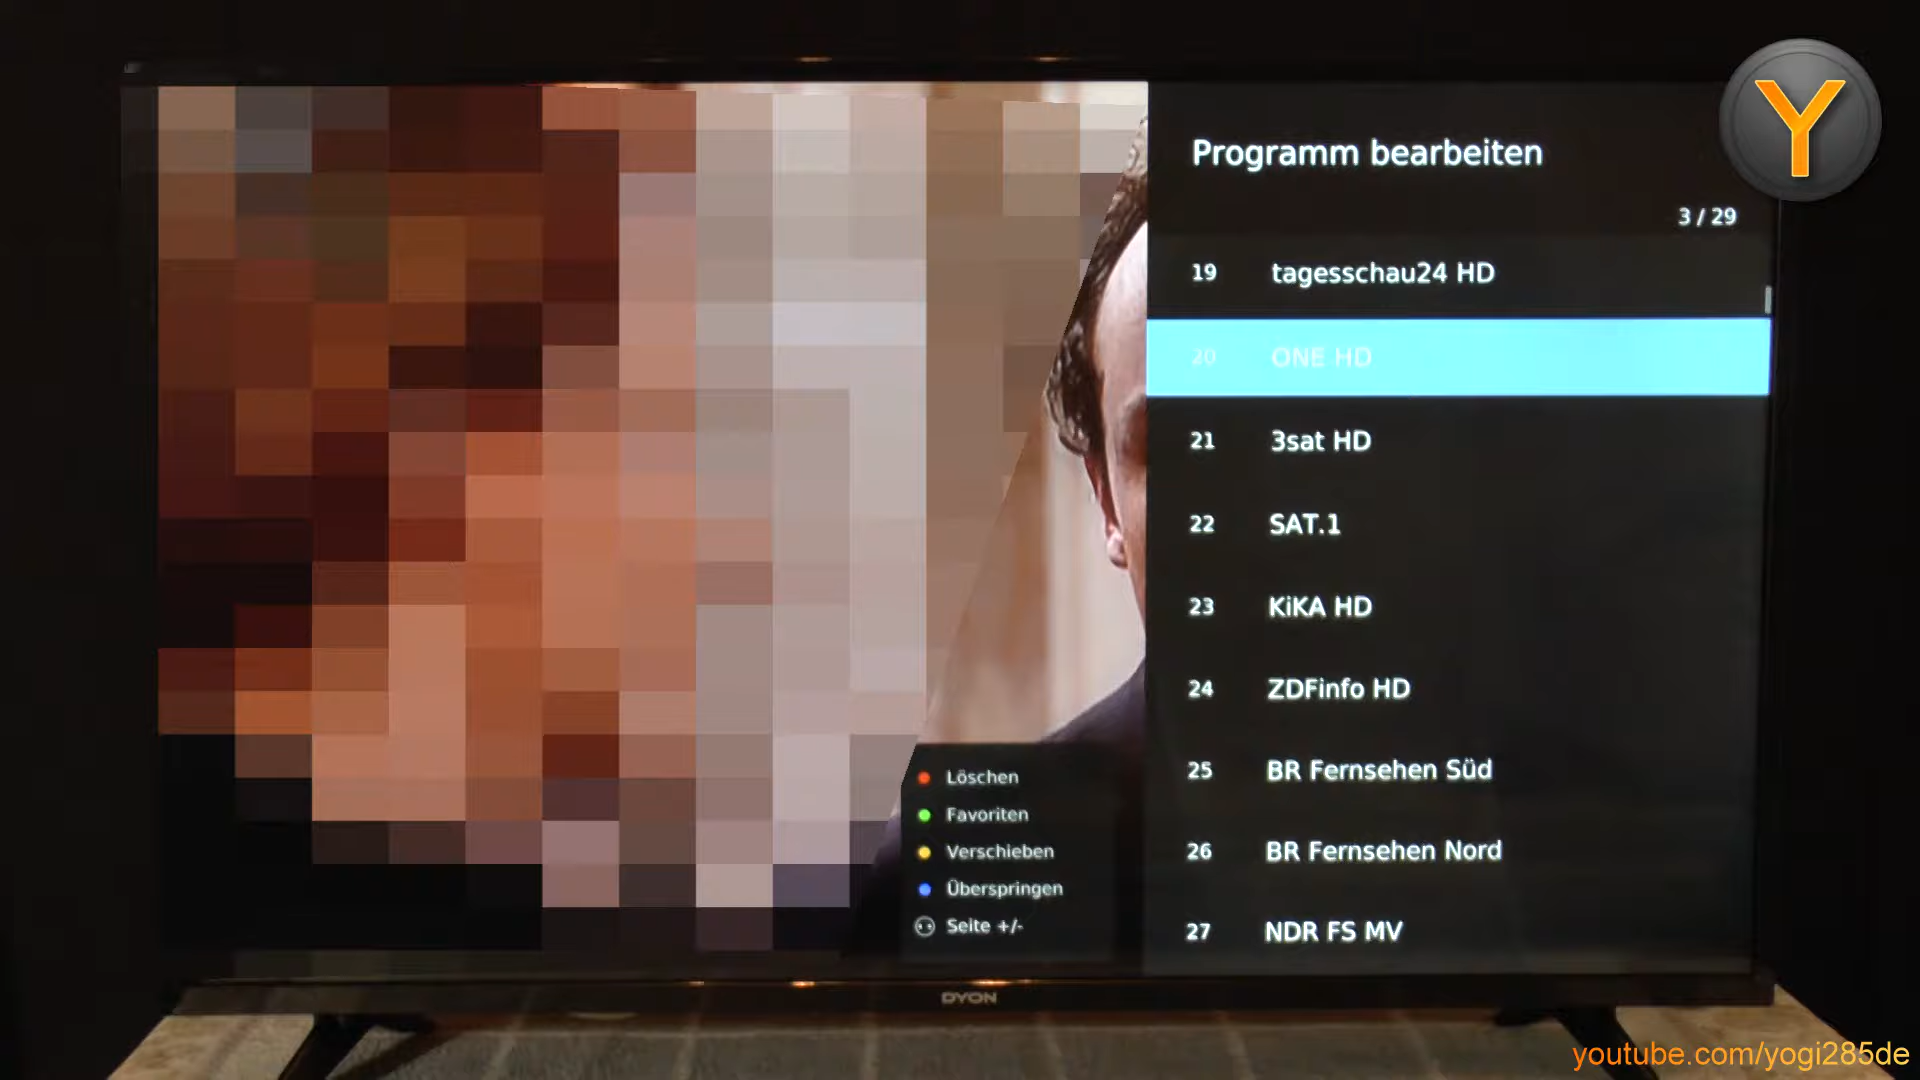 Y
Programm bearbeiten
3 / 29
19 tagesschau24 HD
20 ONE HD
21 3sat HD
22 SAT.1
23 KiKA HD
24 ZDFinfo HD
25 BR Fernsehen Süd
26 BR Fernsehen Nord
27 NDR FS MV
Löschen
Favoriten
Verschieben
Überspringen
Seite +/-
DYON
youtube.com/yogi285de